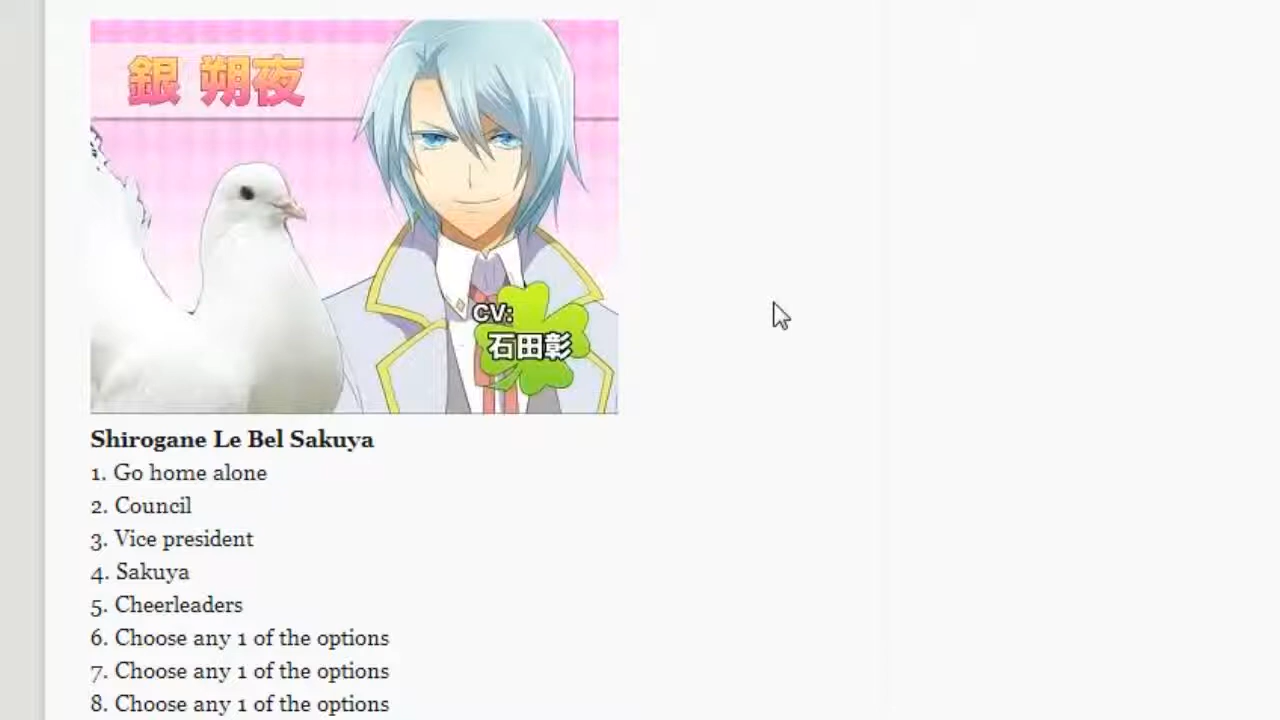 銀 朔夜
CV:
石田彰
Shirogane Le Bel Sakuya
1. Go home alone
2. Council
3. Vice president
4. Sakuya
5. Cheerleaders
6. Choose any 1 of the options
7. Choose any 1 of the options
8. Choose any 1 of the options